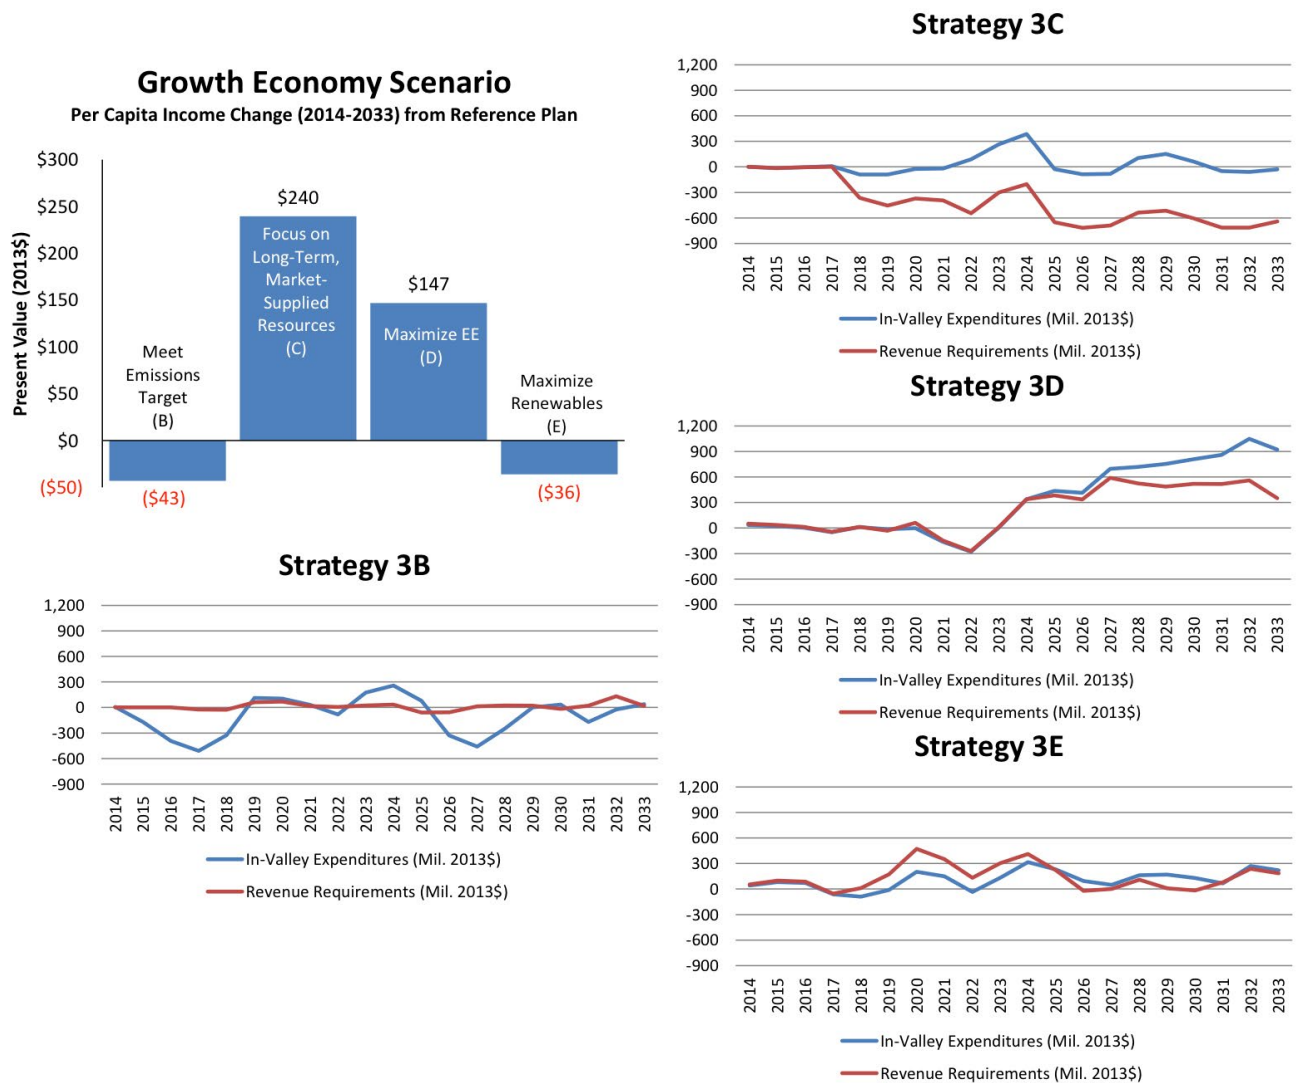 Growth Economy Scenario
Per Capita Income Change (2014-2033) from Reference Plan
Present Value (2013$)
$300
$250
$200
$150
$100
$50
$0
($50)
Meet
Emissions
Target
(B)
($43)
$240
Focus on
Long-Term,
Market-
Supplied
Resources
(C)
$147
Maximize EE
(D)
Maximize
Renewables
(E)
($36)
Strategy 3B
1,200
900
600
300
0
-300
-600
-900
2014 2015 2016 2017 2018 2019 2020 2021 2022 2023 2024 2025 2026 2027 2028 2029 2030 2031 2032 2033
In-Valley Expenditures (Mil. 2013$)
Revenue Requirements (Mil. 2013$)
Strategy 3C
1,200
900
600
300
0
-300
-600
-900
2014 2015 2016 2017 2018 2019 2020 2021 2022 2023 2024 2025 2026 2027 2028 2029 2030 2031 2032 2033
In-Valley Expenditures (Mil. 2013$)
Revenue Requirements (Mil. 2013$)
Strategy 3D
1,200
900
600
300
0
-300
-600
-900
2014 2015 2016 2017 2018 2019 2020 2021 2022 2023 2024 2025 2026 2027 2028 2029 2030 2031 2032 2033
In-Valley Expenditures (Mil. 2013$)
Revenue Requirements (Mil. 2013$)
Strategy 3E
1,200
900
600
300
0
-300
-600
-900
2014 2015 2016 2017 2018 2019 2020 2021 2022 2023 2024 2025 2026 2027 2028 2029 2030 2031 2032 2033
In-Valley Expenditures (Mil. 2013$)
Revenue Requirements (Mil. 2013$)